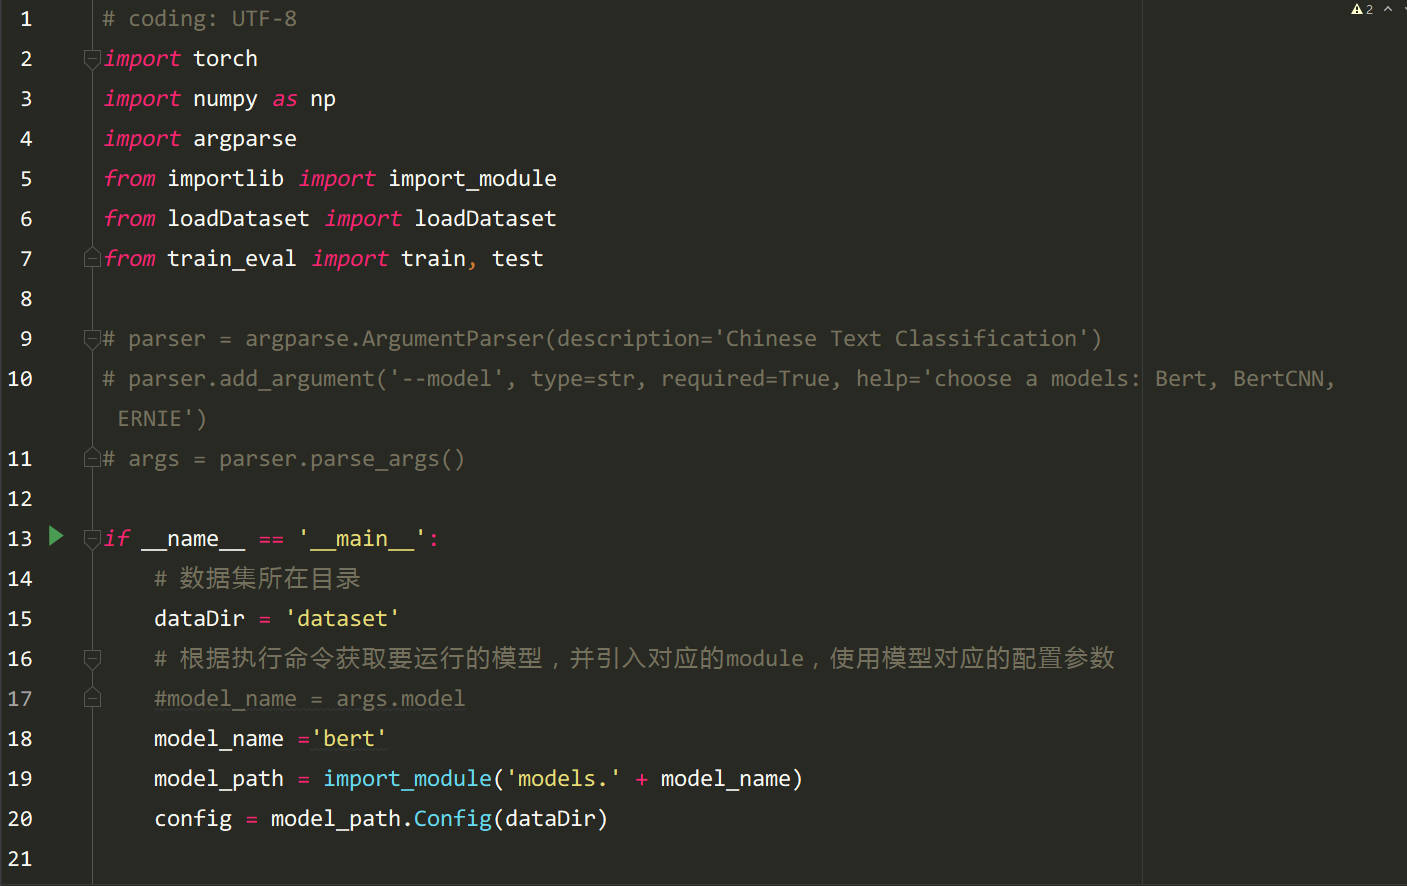 2
1 # coding: UTF-8
2 import torch
3 import numpy as np
4 import argparse
5 from importlib import import_module
6 from loadDataset import loadDataset
7 from train_eval import train, test
8
9 # parser = argparse.ArgumentParser(description='Chinese Text Classification')
10 # parser.add_argument('--model', type=str, required=True, help='choose a models: Bert, BertCNN,
ERNIE')
11 # args = parser.parse_args()
12
13 if __name__ == '__main__':
14 # 数据集所在目录
15 dataDir = 'dataset'
16 # 根据执行命令获取要运行的模型，并引入对应的module，使用模型对应的配置参数
17 #model_name = args.model
18 model_name ='bert'
19 model_path = import_module('models.' + model_name)
20 config = model_path.Config(dataDir)
21